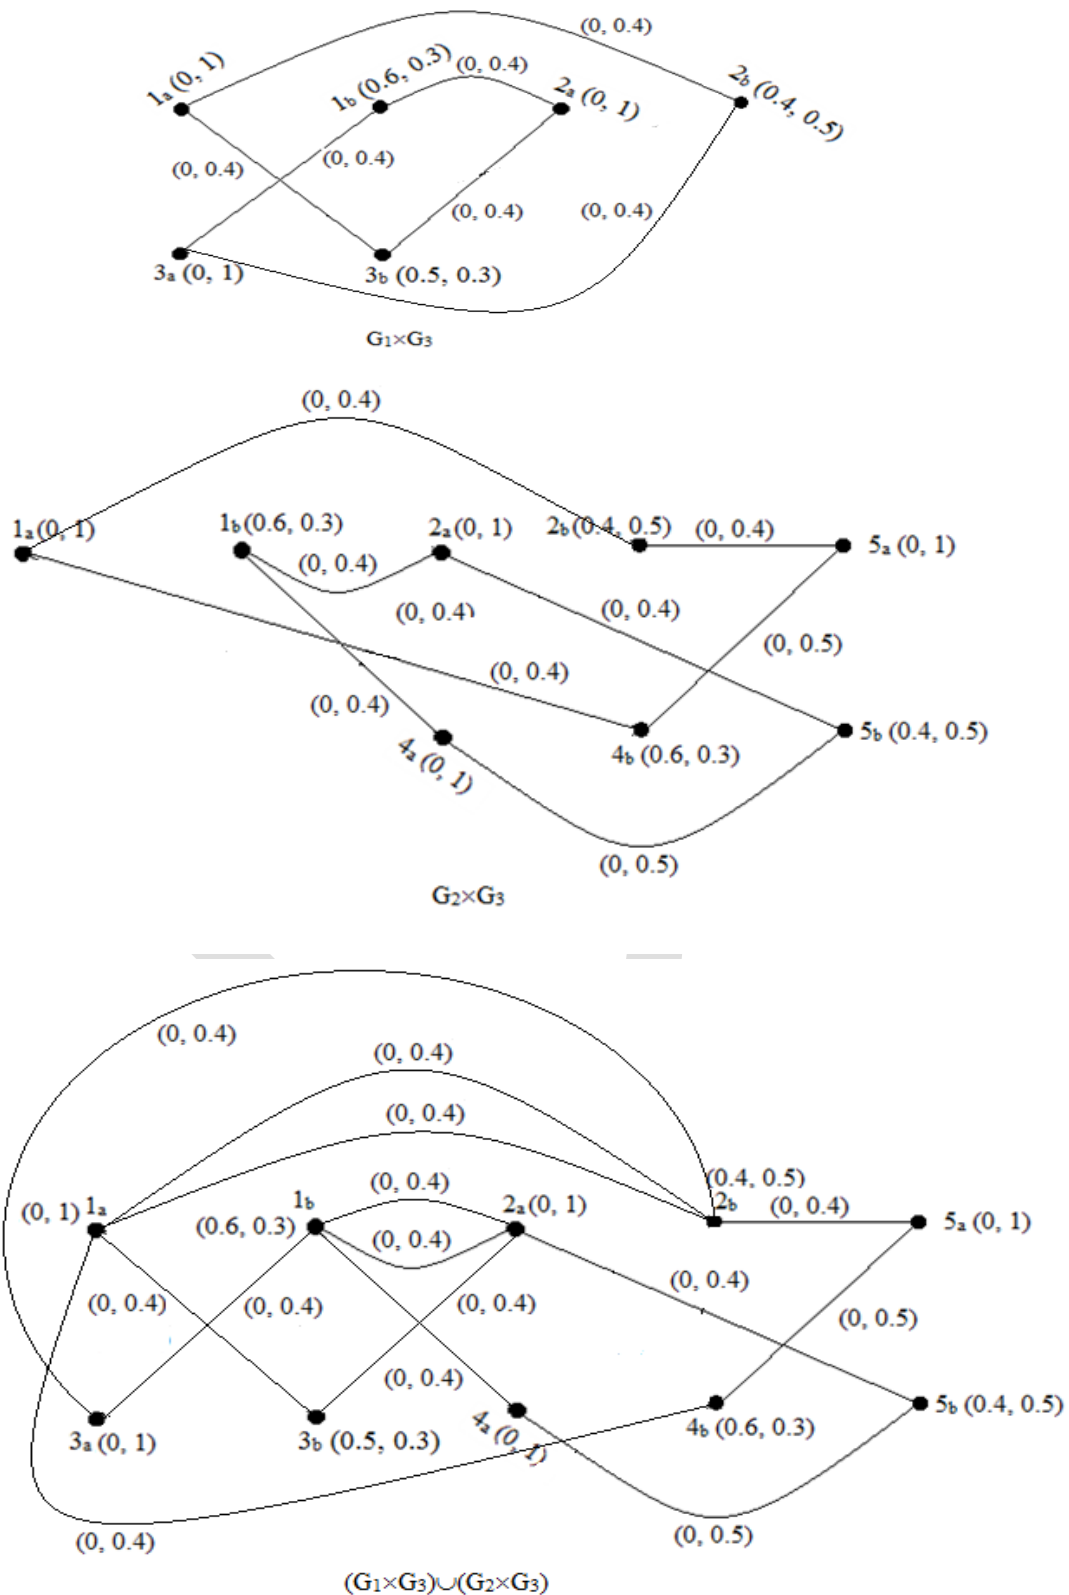 (0, 0.4)
1a (0, 1)
1b (0.6, 0.3)
(0, 0.4)
2a (0, 1)
2b (0.4, 0.5)
(0, 0.4)
(0, 0.4)
(0, 0.4)
(0, 0.4)
3a (0, 1)
3b (0.5, 0.3)
G1×G3
(0, 0.4)
1a (0, 1)
1b (0.6, 0.3)
2a (0, 1)
2b (0.4, 0.5)
(0, 0.4)
5a (0, 1)
(0, 0.4)
(0, 0.4)
(0, 0.4)
(0, 0.5)
(0, 0.4)
(0, 0.4)
4a (0, 1)
4b (0.6, 0.3)
5b (0.4, 0.5)
(0, 0.5)
G2×G3
(0, 0.4)
(0, 0.4)
(0, 0.4)
(0, 0.4)
(0.4, 0.5)
(0, 1) 1a
1b
(0.6, 0.3)
2a (0, 1)
2b
(0, 0.4)
5a (0, 1)
(0, 0.4)
(0, 0.4)
(0, 0.4)
(0, 0.4)
(0, 0.4)
(0, 0.5)
(0, 0.4)
3a (0, 1)
3b (0.5, 0.3)
4a (0, 1)
4b (0.6, 0.3)
5b (0.4, 0.5)
(0, 0.4)
(0, 0.5)
(G1×G3)∪(G2×G3)